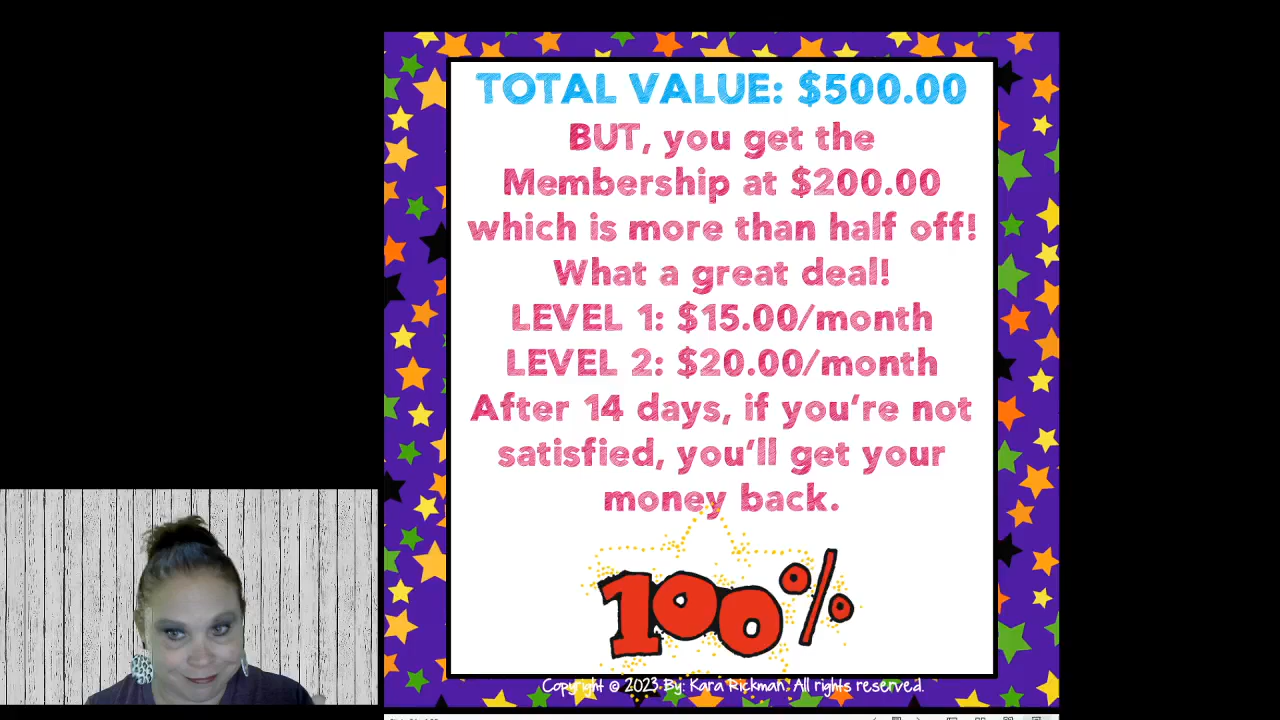 TOTAL VALUE: $500.00
BUT, you get the
Membership at $200.00
which is more than half off!
What a great deal!
LEVEL 1: $15.00/month
LEVEL 2: $20.00/month
After 14 days, if you're not
satisfied, you'll get your
money back.
100%
Copyright © 2023 By: Kara Rickman. All rights reserved.